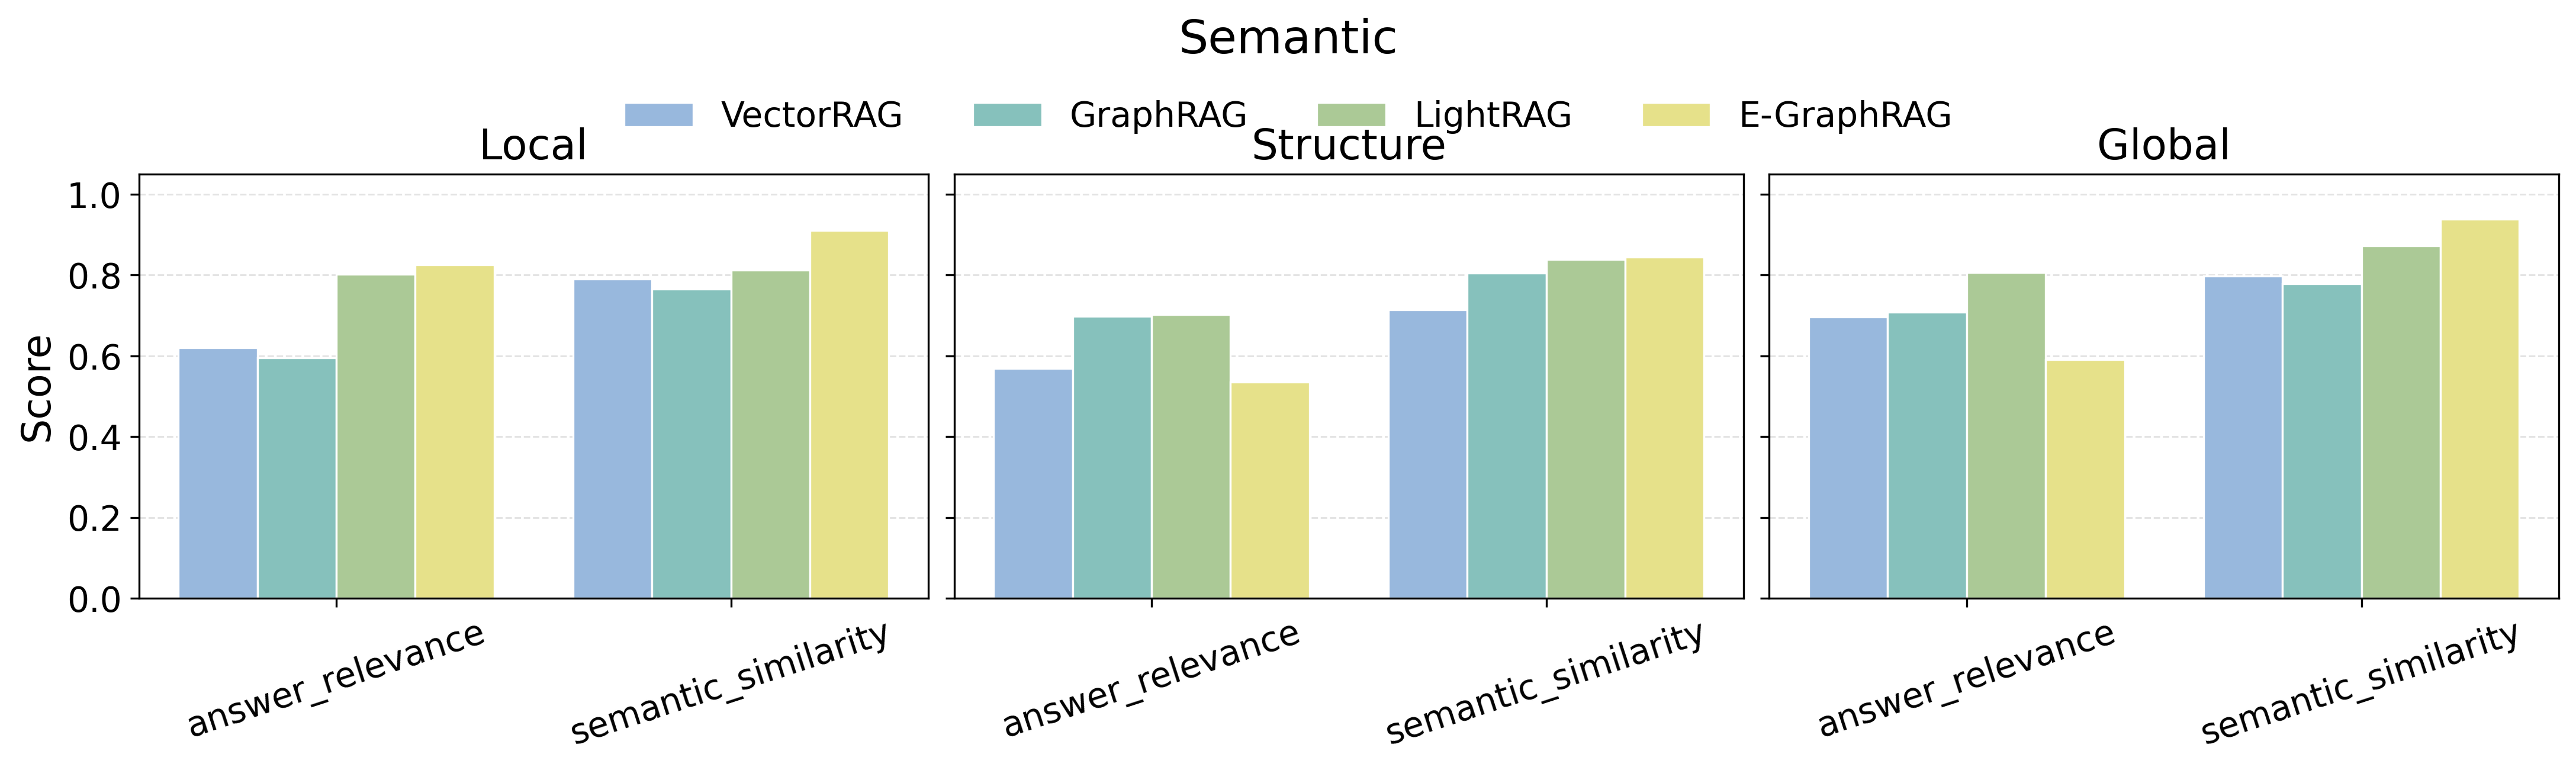 Semantic
VectorRAG GraphRAG LightRAG E-GraphRAG
Local Structure Global
Score
1.0
0.8
0.6
0.4
0.2
0.0
answer_relevance semantic_similarity answer_relevance semantic_similarity answer_relevance semantic_similarity